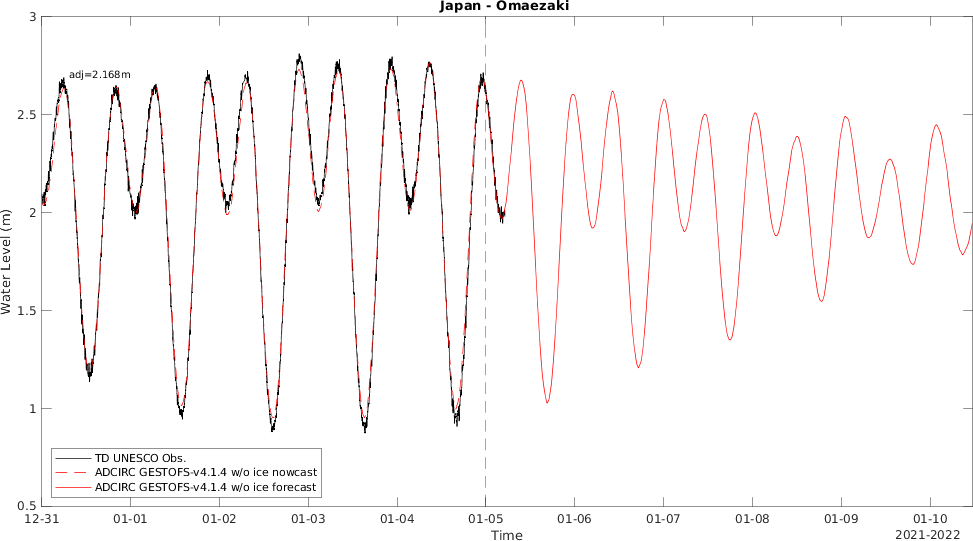 Japan - Omaezaki
3
adj=2.168m
2.5
2
Water Level (m)
1.5
1
TD UNESCO Obs.
ADCIRC GESTOFS-v4.1.4 w/o ice nowcast
ADCIRC GESTOFS-v4.1.4 w/o ice forecast
0.5
12-31 01-01 01-02 01-03 01-04 01-05 01-06 01-07 01-08 01-09 01-10
Time
2021-2022